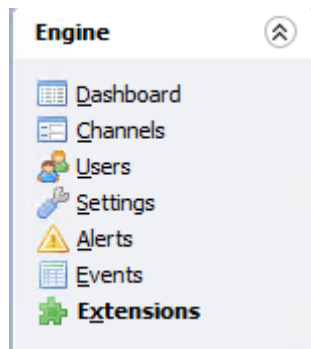 Engine
Dashboard
Channels
Users
Settings
Alerts
Events
Extensions